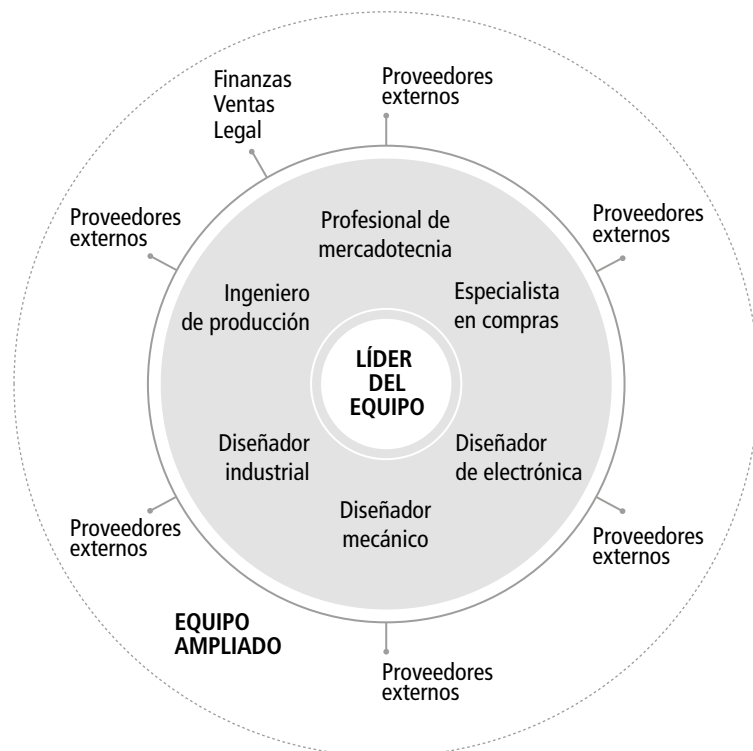 Finanzas
Ventas
Legal
Proveedores
externos
Proveedores
externos
Proveedores
externos
Profesional de
mercadotecnia
Ingeniero
de producción
Especialista
en compras
LÍDER
DEL
EQUIPO
Diseñador
industrial
Diseñador
de electrónica
Diseñador
mecánico
Proveedores
externos
Proveedores
externos
EQUIPO
AMPLIADO
Proveedores
externos